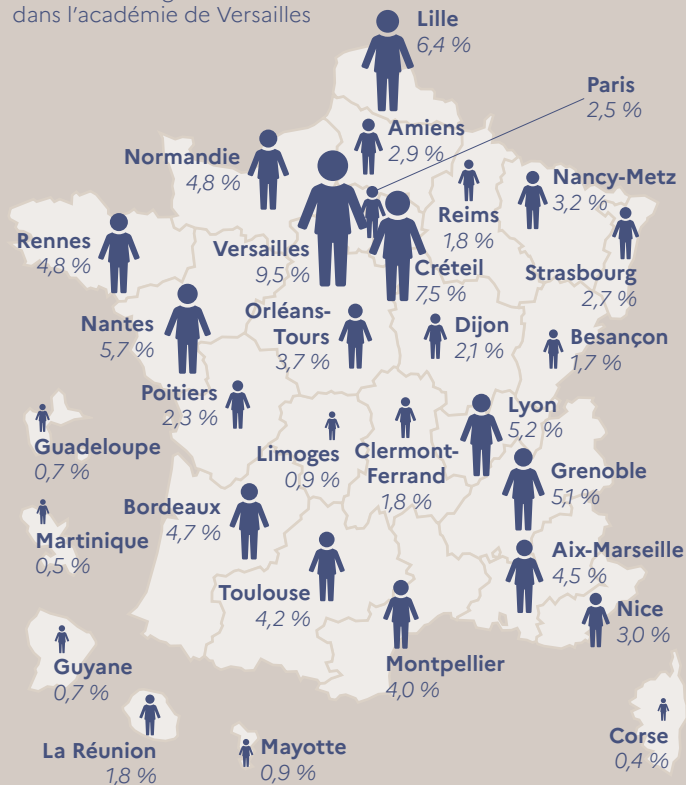 dans l’académie de Versailles
Lille
6,4 %
Paris
2,5 %
Amiens
2,9 %
Normandie
4,8 %
Nancy-Metz
3,2 %
Reims
1,8 %
Rennes
4,8 %
Versailles
9,5 %
Créteil
7,5 %
Strasbourg
2,7 %
Nantes
5,7 %
Orléans-
Tours
3,7 %
Dijon
2,1 %
Besançon
1,7 %
Poitiers
2,3 %
Lyon
5,2 %
Guadeloupe
0,7 %
Limoges
0,9 %
Clermont-
Ferrand
1,8 %
Grenoble
5,1 %
Bordeaux
4,7 %
Martinique
0,5 %
Aix-Marseille
4,5 %
Toulouse
4,2 %
Nice
3,0 %
Montpellier
4,0 %
Guyane
0,7 %
La Réunion
1,8 %
Mayotte
0,9 %
Corse
0,4 %